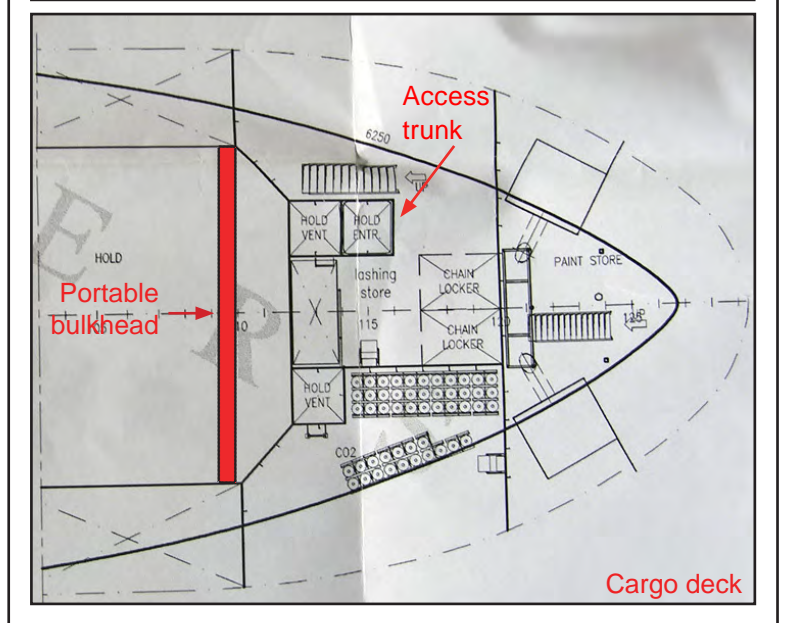 Access
trunk
6250
UP
HOLD
VENT
HOLD
ENTR.
HOLD
lashing
store
CHAIN
LOCKER
PAINT STORE
Portable
bulkhead
105
115
120
125
CHAIN
LOCKER
HOLD
VENT
CO2
E
R
Cargo deck